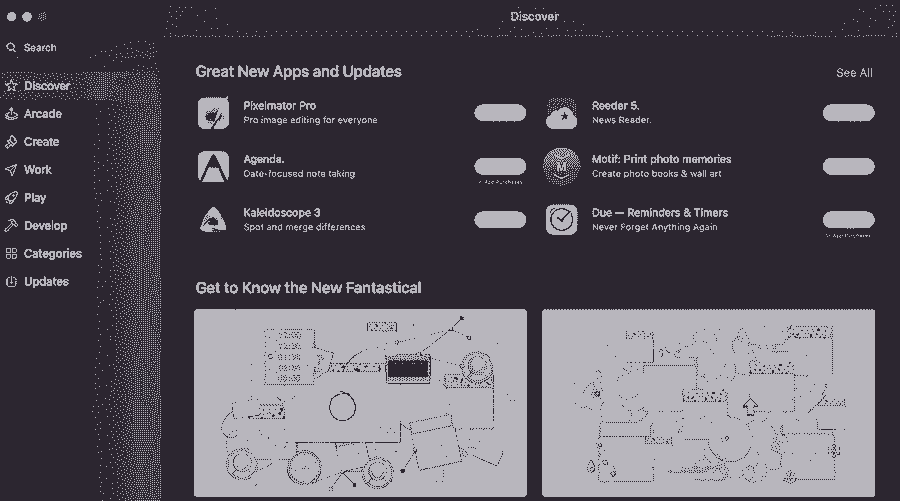 Discover
Search
Discover
Arcade
Create
Work
Play
Develop
Categories
Updates
Great New Apps and Updates
See All
Pixelmator Pro
Pro image editing for everyone
Reeder 5.
News Reader.
Agenda.
Date-focused note taking
Motif: Print photo memories
Create photo books & wall art
M
Kaleidoscope 3
Spot and merge differences
Due — Reminders & Timers
Never Forget Anything Again
Get to Know the New Fantastical